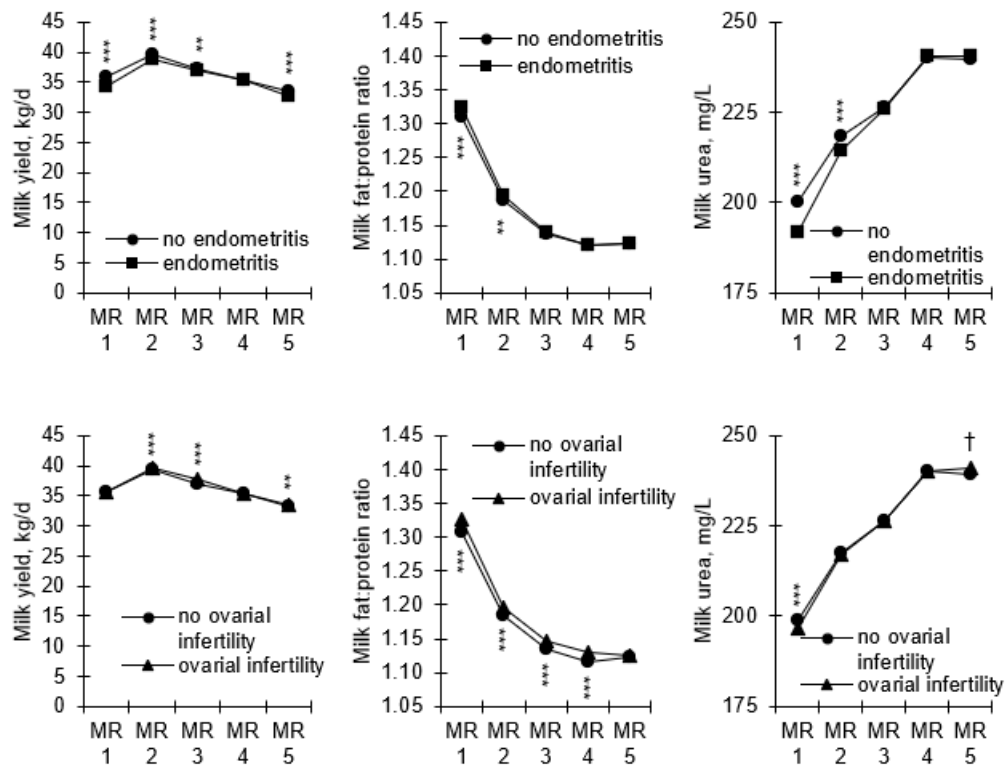 Milk yield, kg/d
45
40
35
30
25
20
15
10
5
0
***
***
**
***
no endometritis
endometritis
MR 1
MR 2
MR 3
MR 4
MR 5
Milk fat:protein ratio
1.45
1.40
1.35
1.30
1.25
1.20
1.15
1.10
1.05
no endometritis
endometritis
***
**
MR 1
MR 2
MR 3
MR 4
MR 5
Milk urea, mg/L
250
225
200
175
***
***
no
endometritis
endometritis
MR 1
MR 2
MR 3
MR 4
MR 5
Milk yield, kg/d
45
40
35
30
25
20
15
10
5
0
***
***
**
no ovarial
infertility
ovarial infertility
MR 1
MR 2
MR 3
MR 4
MR 5
Milk fat:protein ratio
1.45
1.40
1.35
1.30
1.25
1.20
1.15
1.10
1.05
no ovarial
infertility
ovarial infertility
***
***
***
***
MR 1
MR 2
MR 3
MR 4
MR 5
Milk urea, mg/L
250
225
200
175
***
†
no ovarial
infertility
ovarial infertility
MR 1
MR 2
MR 3
MR 4
MR 5